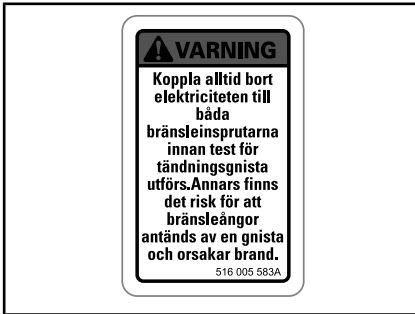 VARNING
Koppla alltid bort
elektriciteten till
båda
bränsleinsprutarna
innan test för
tändningsgnista
utförs.Annars finns
det risk för att
bränsleångor
antänds av en gnista
och orsakar brand.
516 005 583A